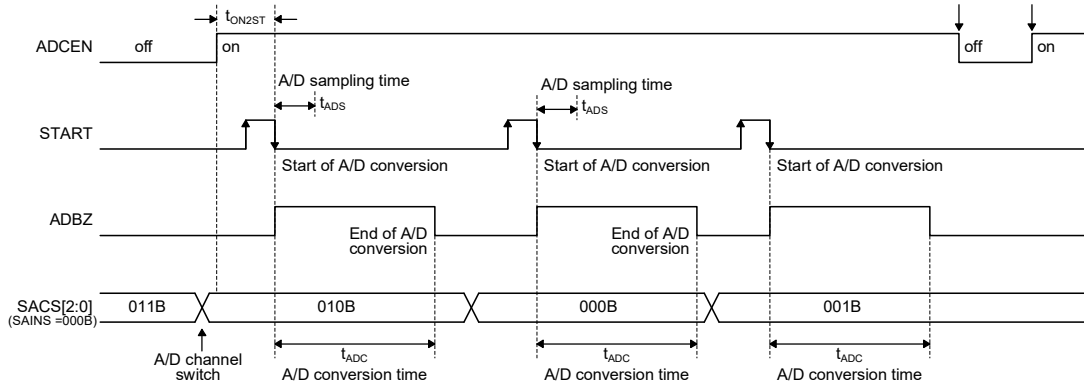 tON2ST
ADCEN
off
on
off
on
A/D sampling time
A/D sampling time
tADS
tADS
START
Start of A/D conversion
Start of A/D conversion
Start of A/D conversion
ADBZ
End of A/D
conversion
End of A/D
conversion
SACS[2:0]
(SAINS =000B)
011B
010B
000B
001B
A/D channel
switch
tADC
tADC
tADC
A/D conversion time
A/D conversion time
A/D conversion time